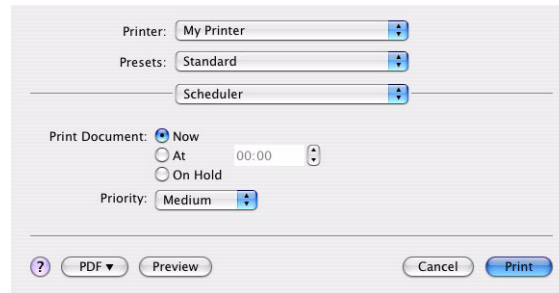 Printer: My Printer
Presets: Standard
Scheduler
Print Document: Now
At 00:00
On Hold
Priority: Medium
? PDF ▼ Preview Cancel Print